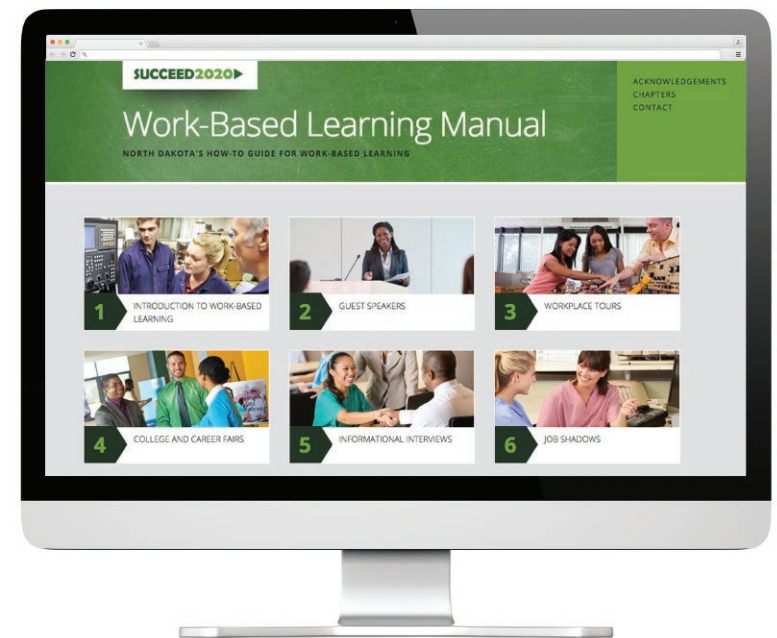 SUCCEED2020
ACKNOWLEDGEMENTS
CHAPTERS
CONTACT
Work-Based Learning Manual
NORTH DAKOTA'S HOW-TO GUIDE FOR WORK-BASED LEARNING
1
INTRODUCTION TO WORK-BASED
LEARNING
2
GUEST SPEAKERS
3
WORKPLACE TOURS
4
COLLEGE AND CAREER FAIRS
5
INFORMATIONAL INTERVIEWS
6
JOB SHADOWS